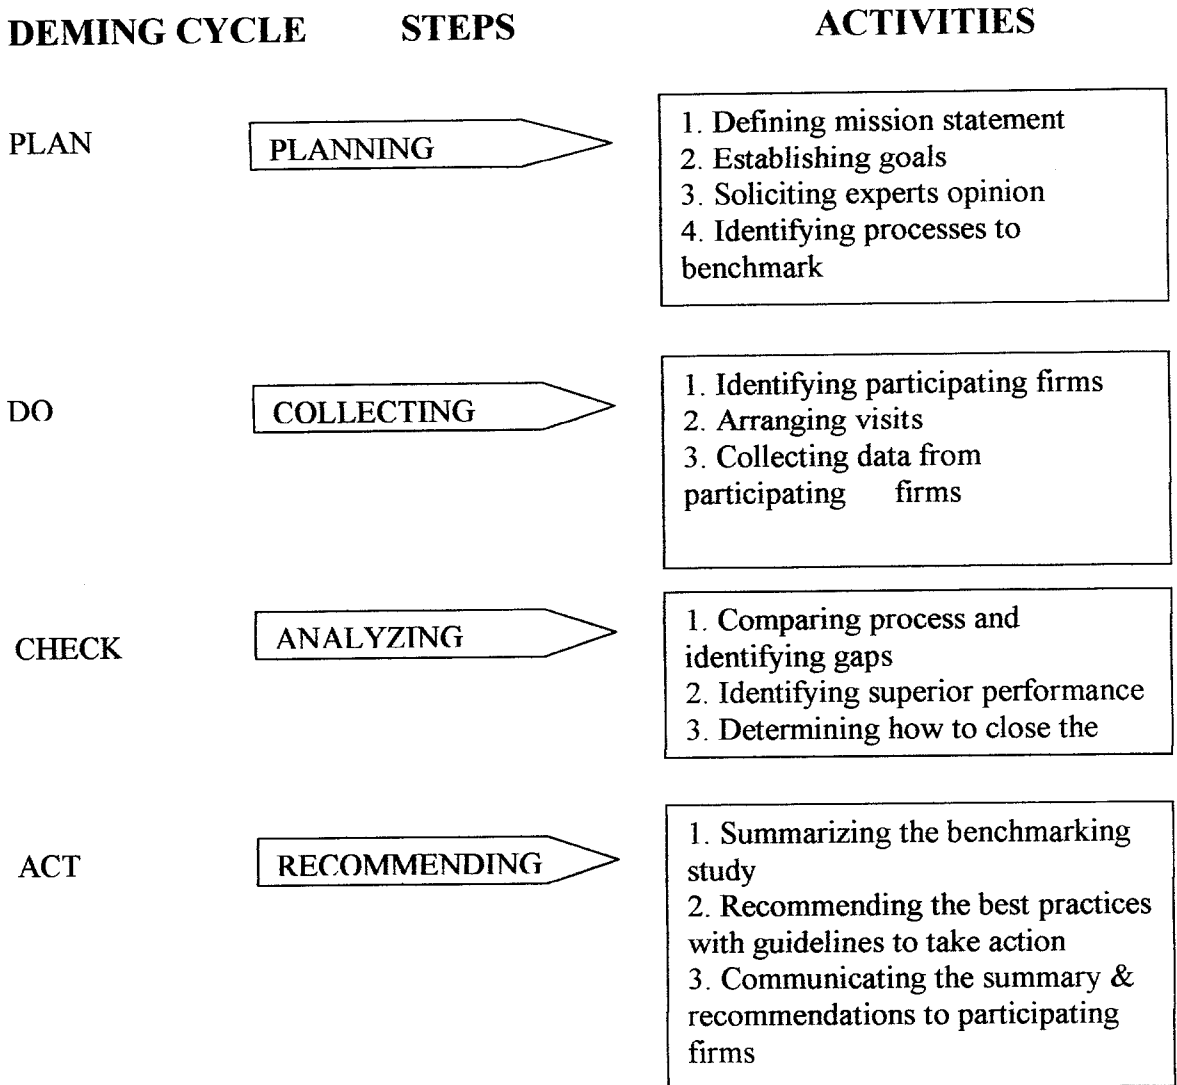 DEMING CYCLE STEPS ACTIVITIES
PLAN
PLANNING
1. Defining mission statement
2. Establishing goals
3. Soliciting experts opinion
4. Identifying processes to
benchmark
DO
COLLECTING
1. Identifying participating firms
2. Arranging visits
3. Collecting data from
participating firms
CHECK
ANALYZING
1. Comparing process and
identifying gaps
2. Identifying superior performance
3. Determining how to close the
ACT
RECOMMENDING
1. Summarizing the benchmarking
study
2. Recommending the best practices
with guidelines to take action
3. Communicating the summary &
recommendations to participating
firms